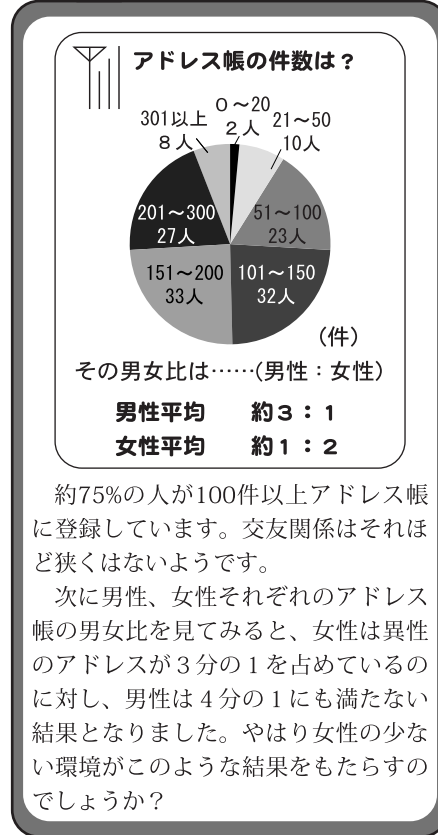 アドレス帳の件数は？
0～20
2人
21～50
10人
51～100
23人
101～150
32人
151～200
33人
201～300
27人
301以上
8人
(件)
その男女比は……(男性：女性)
男性平均　約３：１
女性平均　約１：２
約75%の人が100件以上アドレス帳
に登録しています。交友関係はそれほ
ど狭くはないようです。
次に男性、女性それぞれのアドレス
帳の男女比を見てみると、女性は異性
のアドレスが３分の１を占めているの
に対し、男性は４分の１にも満たない
結果となりました。やはり女性の少な
い環境がこのような結果をもたらすの
でしょうか？